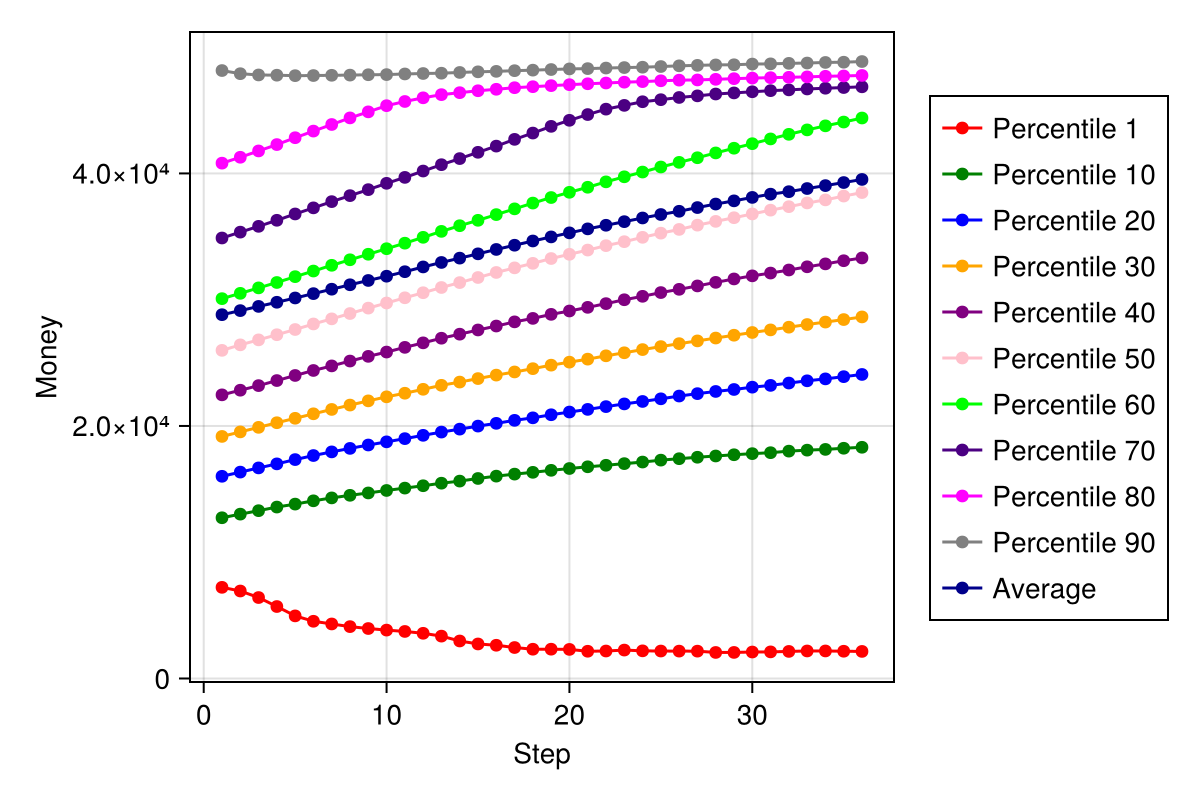 4.0×10⁴
2.0×10⁴
0
0 10 20 30
Step
Money
Percentile 1
Percentile 10
Percentile 20
Percentile 30
Percentile 40
Percentile 50
Percentile 60
Percentile 70
Percentile 80
Percentile 90
Average